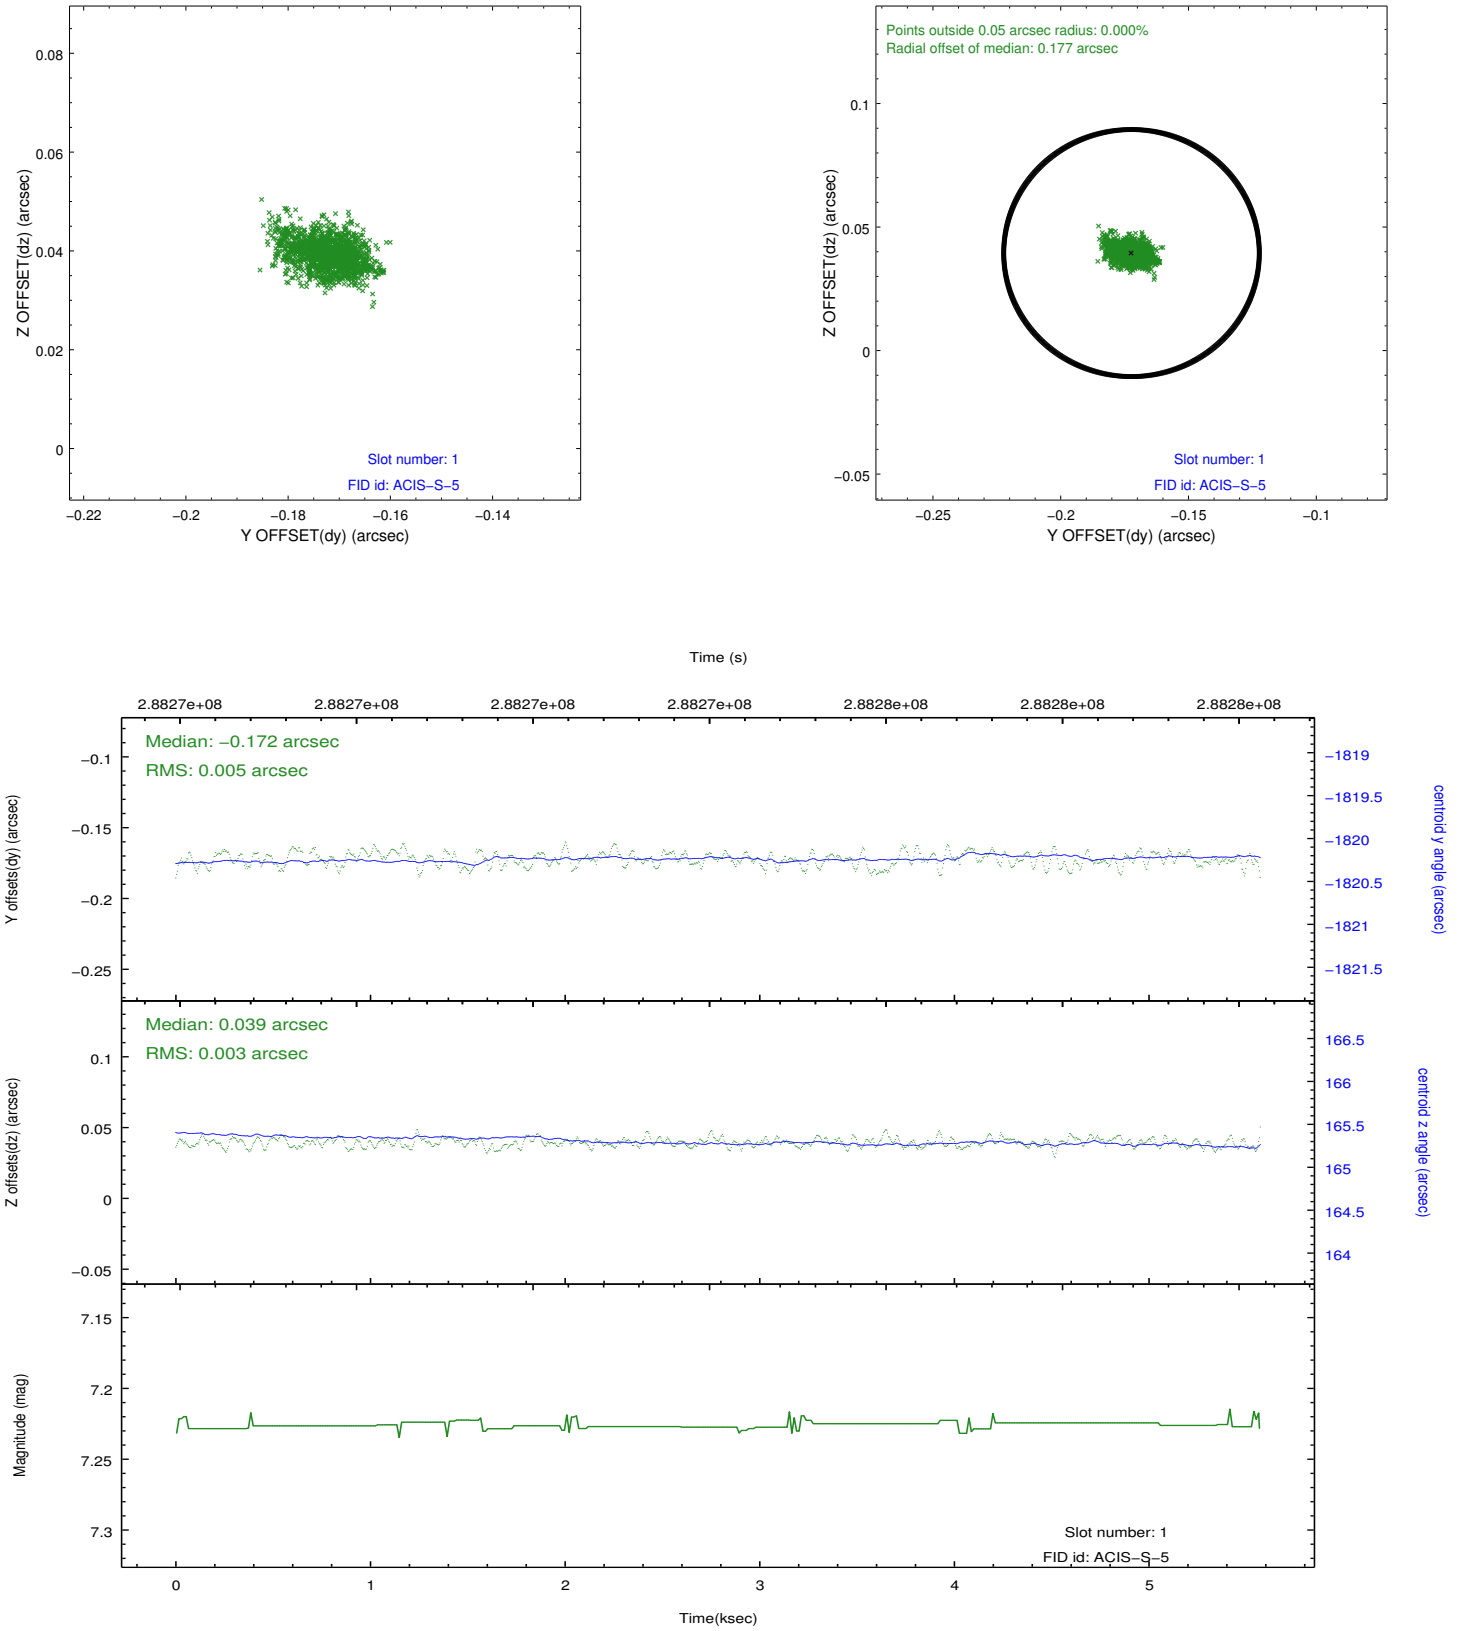 0.08
0.06
0.04
0.02
0
Z OFFSET(dz) (arcsec)
Slot number: 1
FID id: ACIS−S−5
−0.22
−0.2
−0.18
−0.16
−0.14
Y OFFSET(dy) (arcsec)
Points outside 0.05 arcsec radius: 0.000%
Radial offset of median: 0.177 arcsec
0.1
0.05
0
−0.05
Z OFFSET(dz) (arcsec)
Slot number: 1
FID id: ACIS−S−5
−0.25
−0.2
−0.15
−0.1
Y OFFSET(dy) (arcsec)
Time (s)
2.8827e+08
2.8827e+08
2.8827e+08
2.8827e+08
2.8828e+08
2.8828e+08
2.8828e+08
Median: −0.172 arcsec
RMS: 0.005 arcsec
−0.1
−0.15
−0.2
−0.25
Y offsets(dy) (arcsec)
−1819
−1819.5
−1820
−1820.5
−1821
−1821.5
centroid y angle (arcsec)
Median: 0.039 arcsec
RMS: 0.003 arcsec
0.1
0.05
0
−0.05
Z offsets(dz) (arcsec)
166.5
166
165.5
165
164.5
164
centroid z angle (arcsec)
7.15
7.2
7.25
7.3
Magnitude (mag)
Slot number: 1
FID id: ACIS−S−5
0
1
2
3
4
5
Time(ksec)